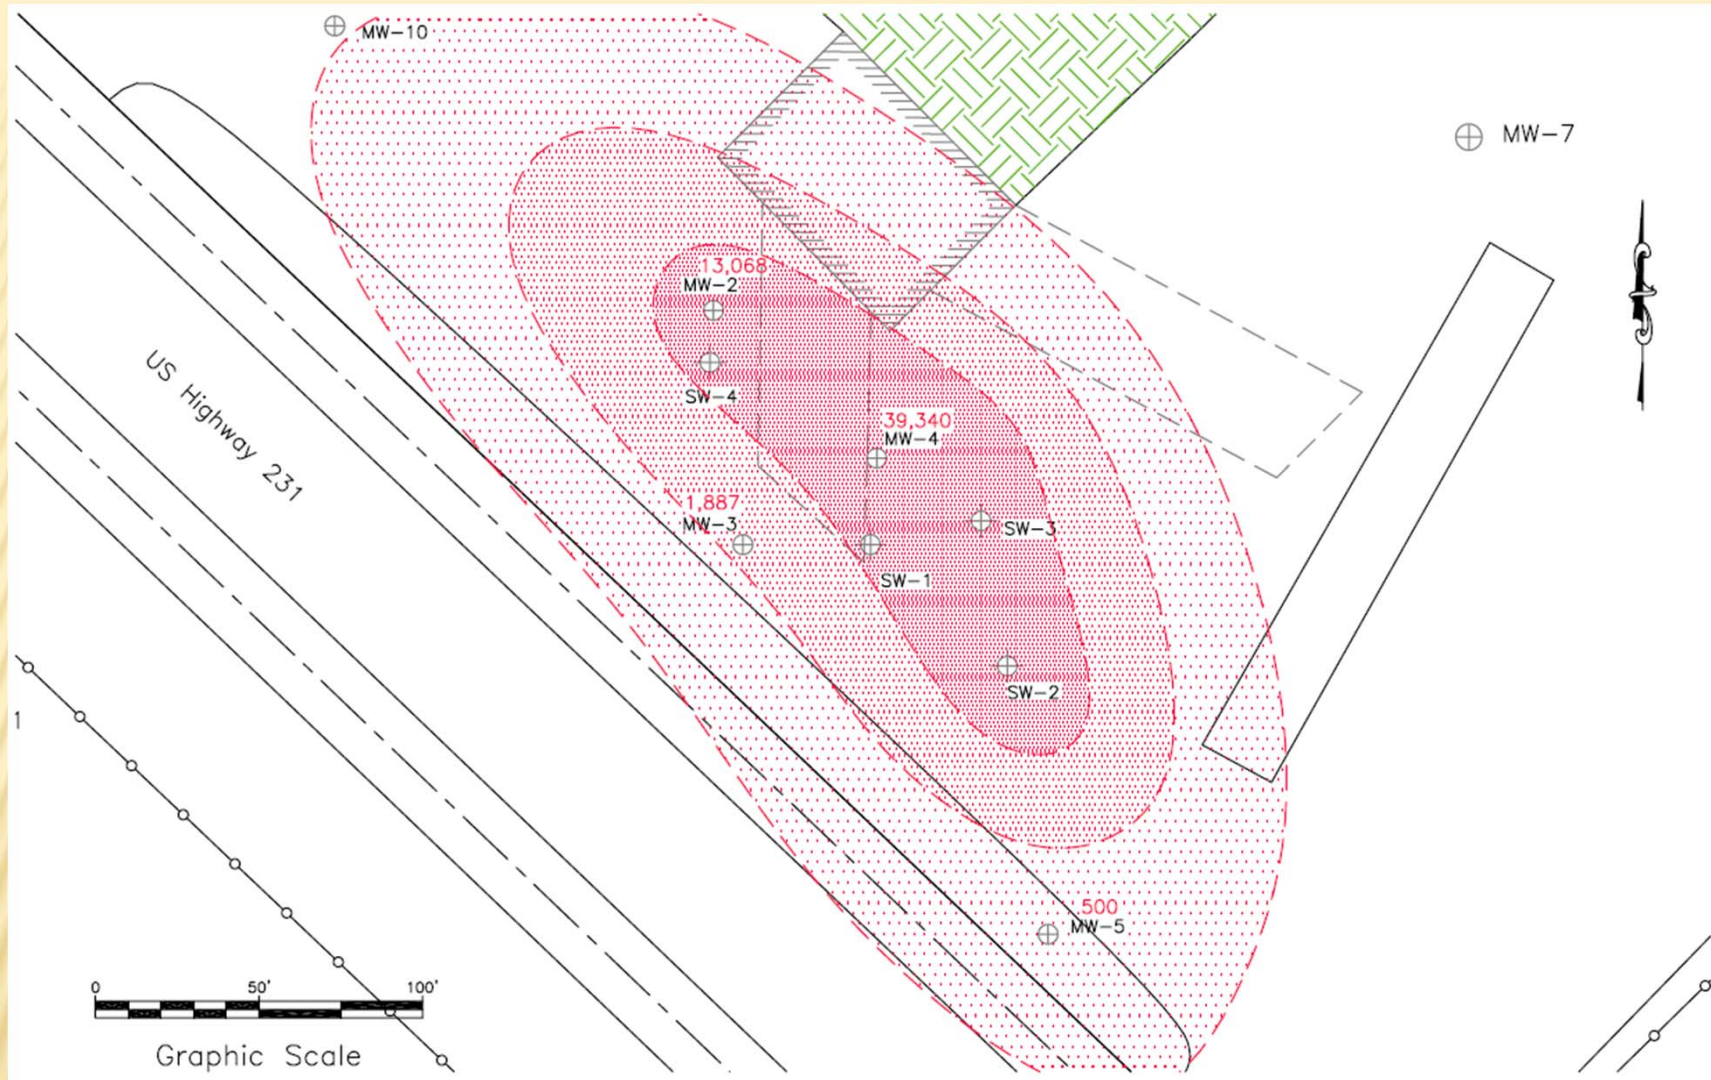 MW-10
MW-7
13,068
MW-2
SW-4
US Highway 231
39,340
MW-4
1,887
MW-3
SW-3
SW-1
SW-2
1
500
MW-5
0 50' 100'
Graphic Scale